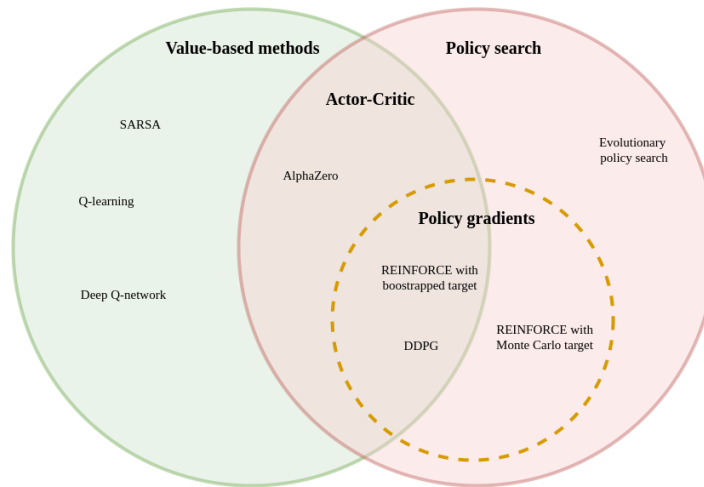 Value-based methods
Policy search
Actor-Critic
SARSA
Evolutionary
policy search
AlphaZero
Q-learning
Policy gradients
REINFORCE with
boostrapped target
Deep Q-network
REINFORCE with
Monte Carlo target
DDPG